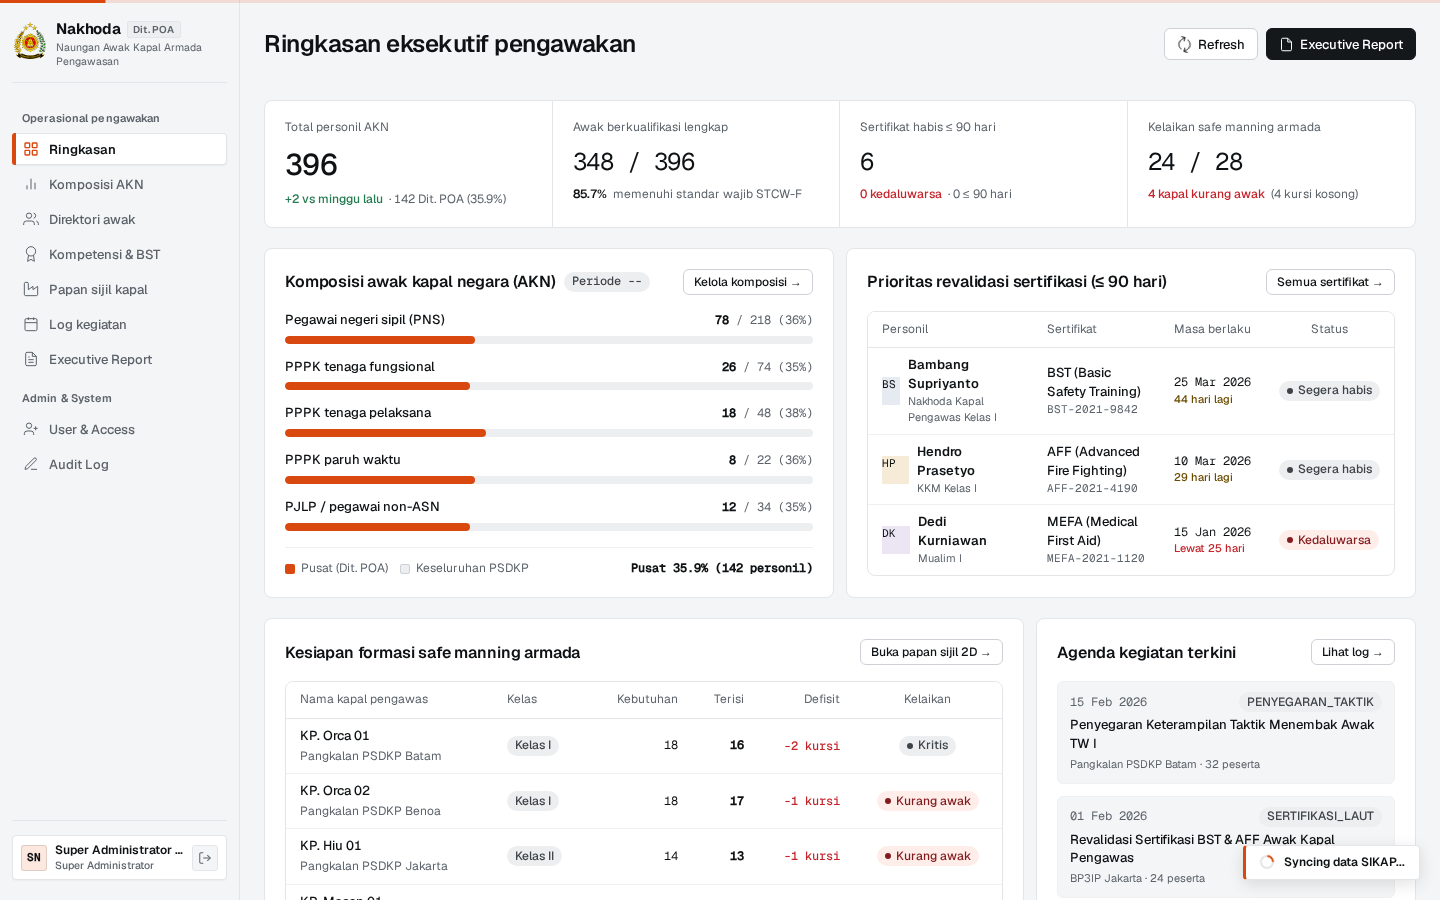 Nakhoda Dit. POA
Naungan Awak Kapal Armada
Pengawasan
Operasional pengawakan
Ringkasan
Komposisi AKN
Direktori awak
Kompetensi & BST
Papan sijil kapal
Log kegiatan
Executive Report
Admin & System
User & Access
Audit Log
SN
Super Administrator ...
Super Administrator
Ringkasan eksekutif pengawakan
Refresh
Executive Report
Total personil AKN
396
+2 vs minggu lalu · 142 Dit. POA (35.9%)
Awak berkualifikasi lengkap
348 / 396
85.7% memenuhi standar wajib STCW-F
Sertifikat habis ≤ 90 hari
6
0 kedaluwarsa · 0 ≤ 90 hari
Kelaikan safe manning armada
24 / 28
4 kapal kurang awak (4 kursi kosong)
Komposisi awak kapal negara (AKN) Periode --
Kelola komposisi →
Pegawai negeri sipil (PNS) 78 / 218 (36%)
PPPK tenaga fungsional 26 / 74 (35%)
PPPK tenaga pelaksana 18 / 48 (38%)
PPPK paruh waktu 8 / 22 (36%)
PJLP / pegawai non-ASN 12 / 34 (35%)
Pusat (Dit. POA) Keseluruhan PSDKP Pusat 35.9% (142 personil)
Prioritas revalidasi sertifikasi (≤ 90 hari)
Semua sertifikat →
Personil Sertifikat Masa berlaku Status
BS
Bambang
Supriyanto
Nakhoda Kapal
Pengawas Kelas I
BST (Basic
Safety Training)
BST-2021-9842
25 Mar 2026
44 hari lagi
Segera habis
HP
Hendro
Prasetyo
KKM Kelas I
AFF (Advanced
Fire Fighting)
AFF-2021-4190
10 Mar 2026
29 hari lagi
Segera habis
DK
Dedi
Kurniawan
Mualim I
MEFA (Medical
First Aid)
MEFA-2021-1120
15 Jan 2026
Lewat 25 hari
Kedaluwarsa
Kesiapan formasi safe manning armada
Buka papan sijil 2D →
Nama kapal pengawas Kelas Kebutuhan Terisi Defisit Kelaikan
KP. Orca 01
Pangkalan PSDKP Batam
Kelas I 18 16 -2 kursi Kritis
KP. Orca 02
Pangkalan PSDKP Benoa
Kelas I 18 17 -1 kursi Kurang awak
KP. Hiu 01
Pangkalan PSDKP Jakarta
Kelas II 14 13 -1 kursi Kurang awak
Agenda kegiatan terkini
Lihat log →
15 Feb 2026 PENYEGARAN_TAKTIK
Penyegaran Keterampilan Taktik Menembak Awak
TW I
Pangkalan PSDKP Batam · 32 peserta
01 Feb 2026 SERTIFIKASI_LAUT
Revalidasi Sertifikasi BST & AFF Awak Kapal
Pengawas
BP3IP Jakarta · 24 peserta
Syncing data SIKAP...